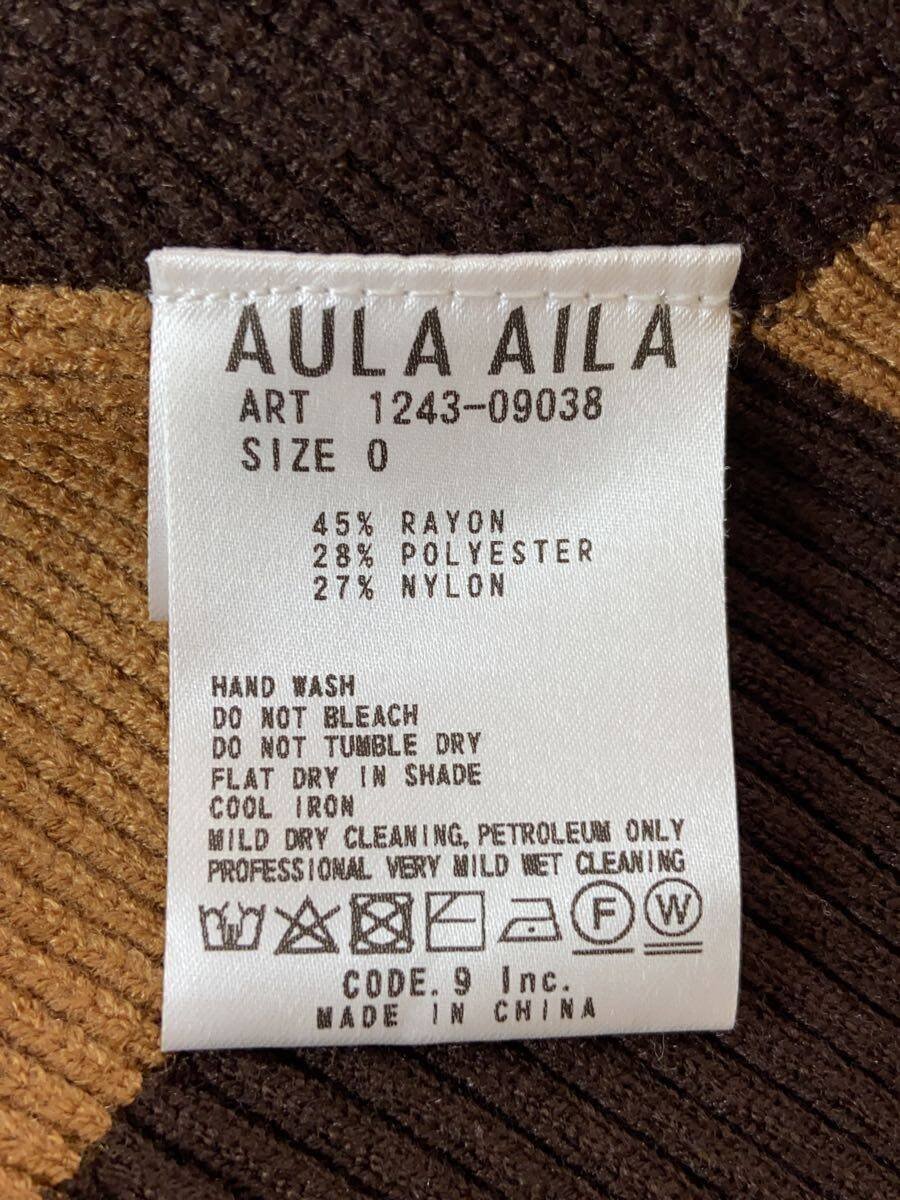 AULA AILA
ART 1243-09038
SIZE 0
45% RAYON
28% POLYESTER
27% NYLON
HAND WASH
DO NOT BLEACH
DO NOT TUMBLE DRY
FLAT DRY IN SHADE
COOL IRON
MILD DRY CLEANING, PETROLEUM ONLY
PROFESSIONAL VERY MILD WET CLEANING
F W
CODE. 9 Inc.
MADE IN CHINA